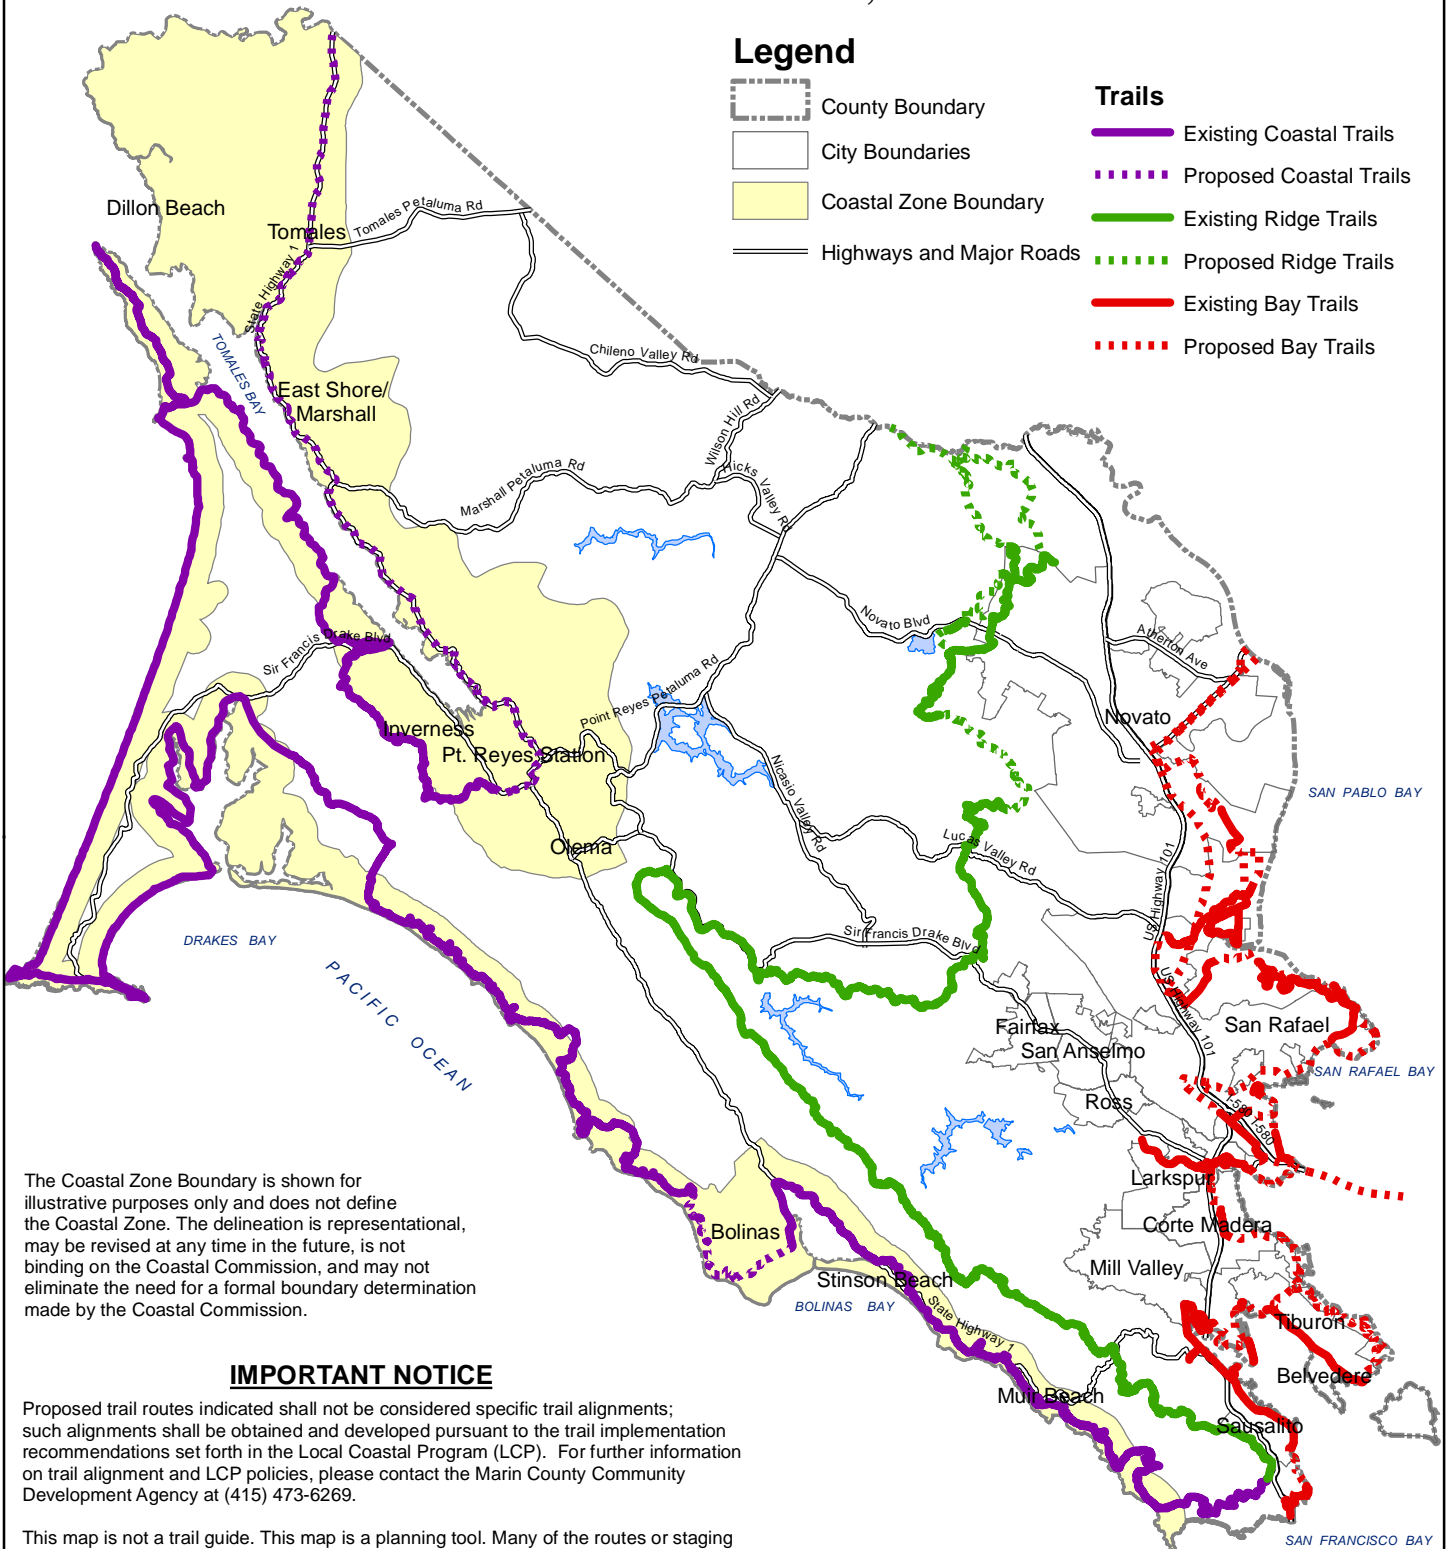 Legend
County Boundary
City Boundaries
Coastal Zone Boundary
Highways and Major Roads
Trails
Existing Coastal Trails
Proposed Coastal Trails
Existing Ridge Trails
Proposed Ridge Trails
Existing Bay Trails
Proposed Bay Trails
Dillon Beach
Tomales
Tomales Petaluma Rd
State Highway 1
TOMALES BAY
East Shore/
Marshall
Chileno Valley Rd
Wilson Hill Rd
Hicks Valley Rd
Marshall Petaluma Rd
Novato Blvd
Atherton Ave
Sir Francis Drake Blvd
Point Reyes Petaluma Rd
Inverness
Pt. Reyes Station
Novato
Nicasio Valley Rd
SAN PABLO BAY
Olema
Lucas Valley Rd
US Highway 101
DRAKES BAY
Sir Francis Drake Blvd
PACIFIC OCEAN
US Highway 101
Fairfax
San Anselmo
San Rafael
SAN RAFAEL BAY
Ross
I-580
I-580
Larkspur
Corte Madera
Mill Valley
Bolinas
Stinson Beach
BOLINAS BAY
State Highway 1
Tiburon
Belvedere
Muir Beach
Sausalito
SAN FRANCISCO BAY
The Coastal Zone Boundary is shown for
illustrative purposes only and does not define
the Coastal Zone. The delineation is representational,
may be revised at any time in the future, is not
binding on the Coastal Commission, and may not
eliminate the need for a formal boundary determination
made by the Coastal Commission.
IMPORTANT NOTICE
Proposed trail routes indicated shall not be considered specific trail alignments;
such alignments shall be obtained and developed pursuant to the trail implementation
recommendations set forth in the Local Coastal Program (LCP). For further information
on trail alignment and LCP policies, please contact the Marin County Community
Development Agency at (415) 473-6269.
This map is not a trail guide. This map is a planning tool. Many of the routes or staging